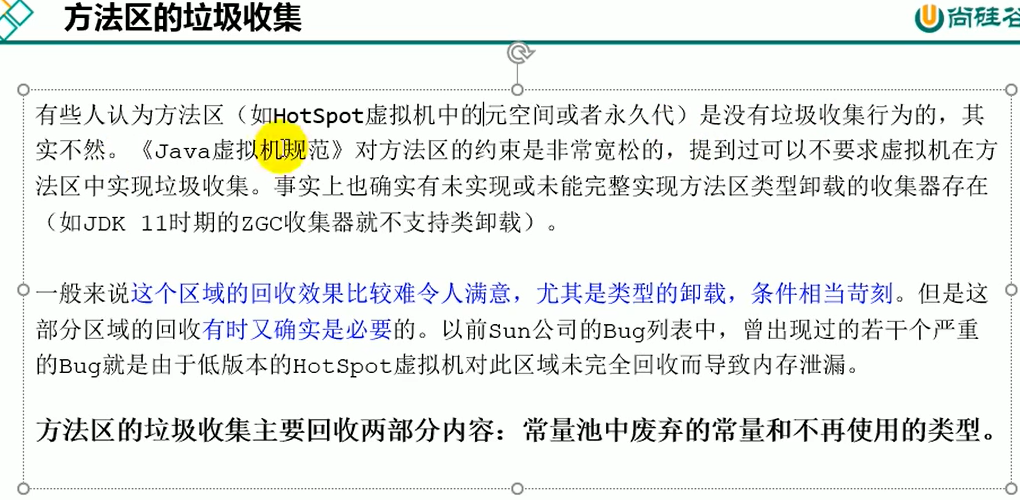 方法区的垃圾收集
尚硅谷
有些人认为方法区（如HotSpot虚拟机中的元空间或者永久代）是没有垃圾收集行为的，其
实不然。《Java虚拟机规范》对方法区的约束是非常宽松的，提到过可以不要求虚拟机在方
法区中实现垃圾收集。事实上也确实有未实现或未能完整实现方法区类型卸载的收集器存在
（如JDK 11时期的ZGC收集器就不支持类卸载）。
一般来说这个区域的回收效果比较难令人满意，尤其是类型的卸载，条件相当苛刻。但是这
部分区域的回收有时又确实是必要的。以前Sun公司的Bug列表中，曾出现过的若干个严重
的Bug就是由于低版本的HotSpot虚拟机对此区域未完全回收而导致内存泄漏。
方法区的垃圾收集主要回收两部分内容：常量池中废弃的常量和不再使用的类型。